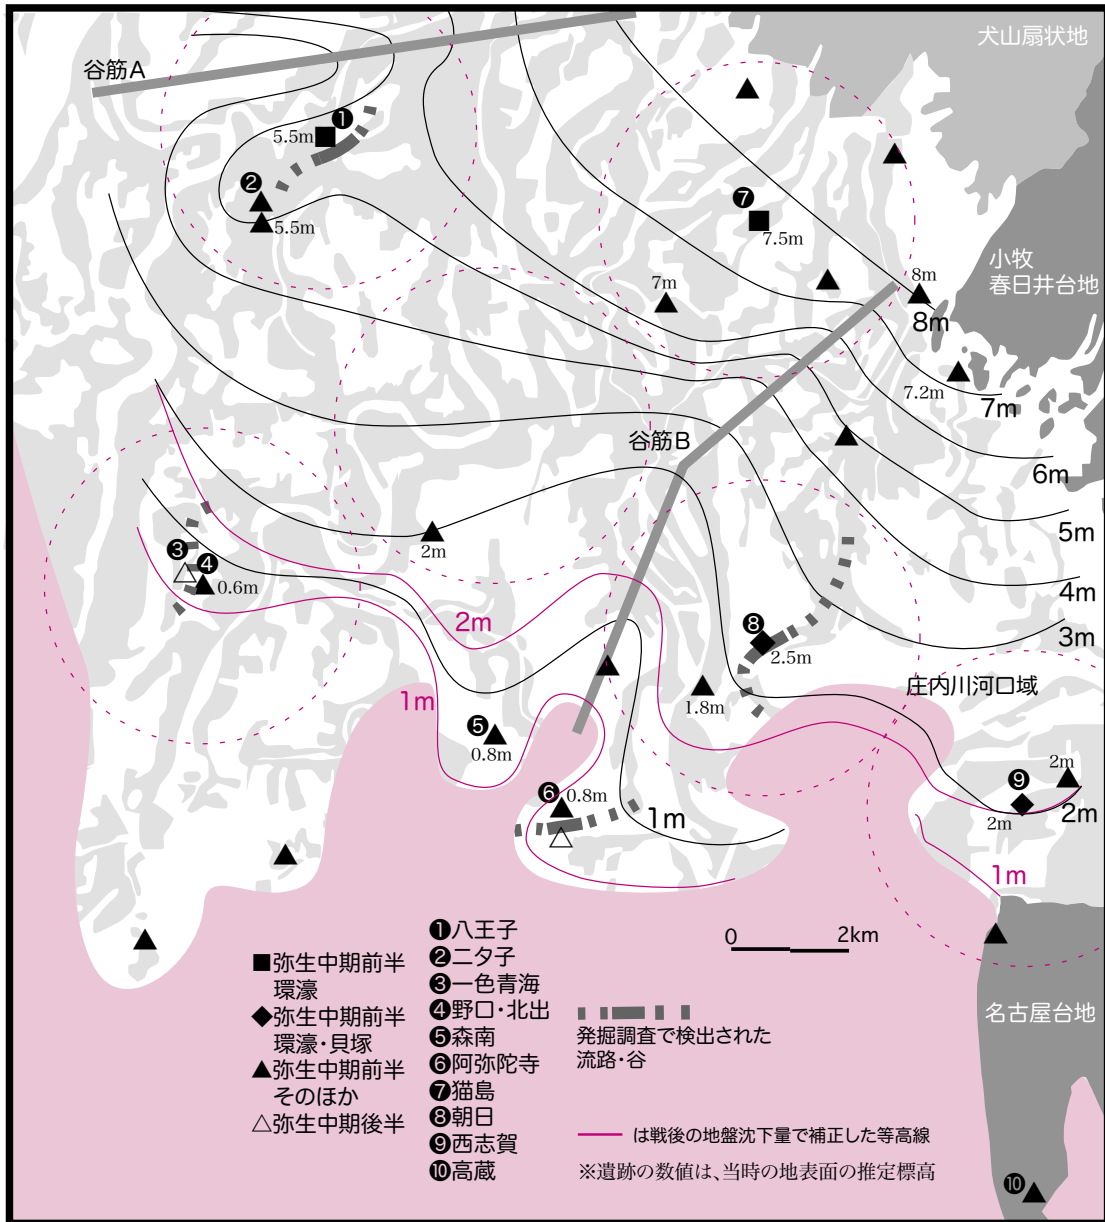 犬山扇状地
谷筋A
❶
5.5m
❷
5.5m
❼
7.5m
小牧
春日井台地
7m
8m
8m
7.2m
7m
谷筋B
6m
5m
2m
❸
❹
0.6m
4m
2m
❽
2.5m
3m
1m
庄内川河口域
1.8m
❺
0.8m
❻
0.8m
1m
❾
2m
2m
2m
1m
■弥生中期前半
環濠
◆弥生中期前半
環濠・貝塚
▲弥生中期前半
そのほか
△弥生中期後半
❶八王子
❷二タ子
❸一色青海
❹野口・北出
❺森南
❻阿弥陀寺
❼猫島
❽朝日
❾西志賀
❿高蔵
0 2km
発掘調査で検出された
流路・谷
は戦後の地盤沈下量で補正した等高線
※遺跡の数値は、当時の地表面の推定標高
名古屋台地
❿